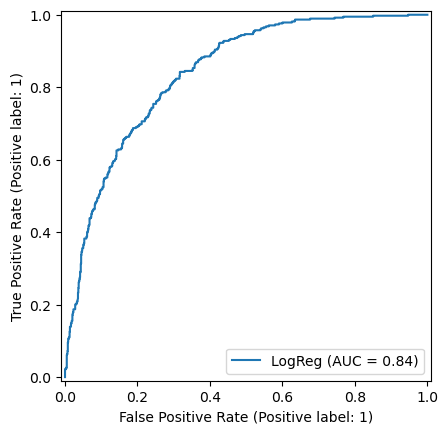 1.0
0.8
0.6
0.4
0.2
0.0
True Positive Rate (Positive label: 1)
LogReg (AUC = 0.84)
0.0 0.2 0.4 0.6 0.8 1.0
False Positive Rate (Positive label: 1)